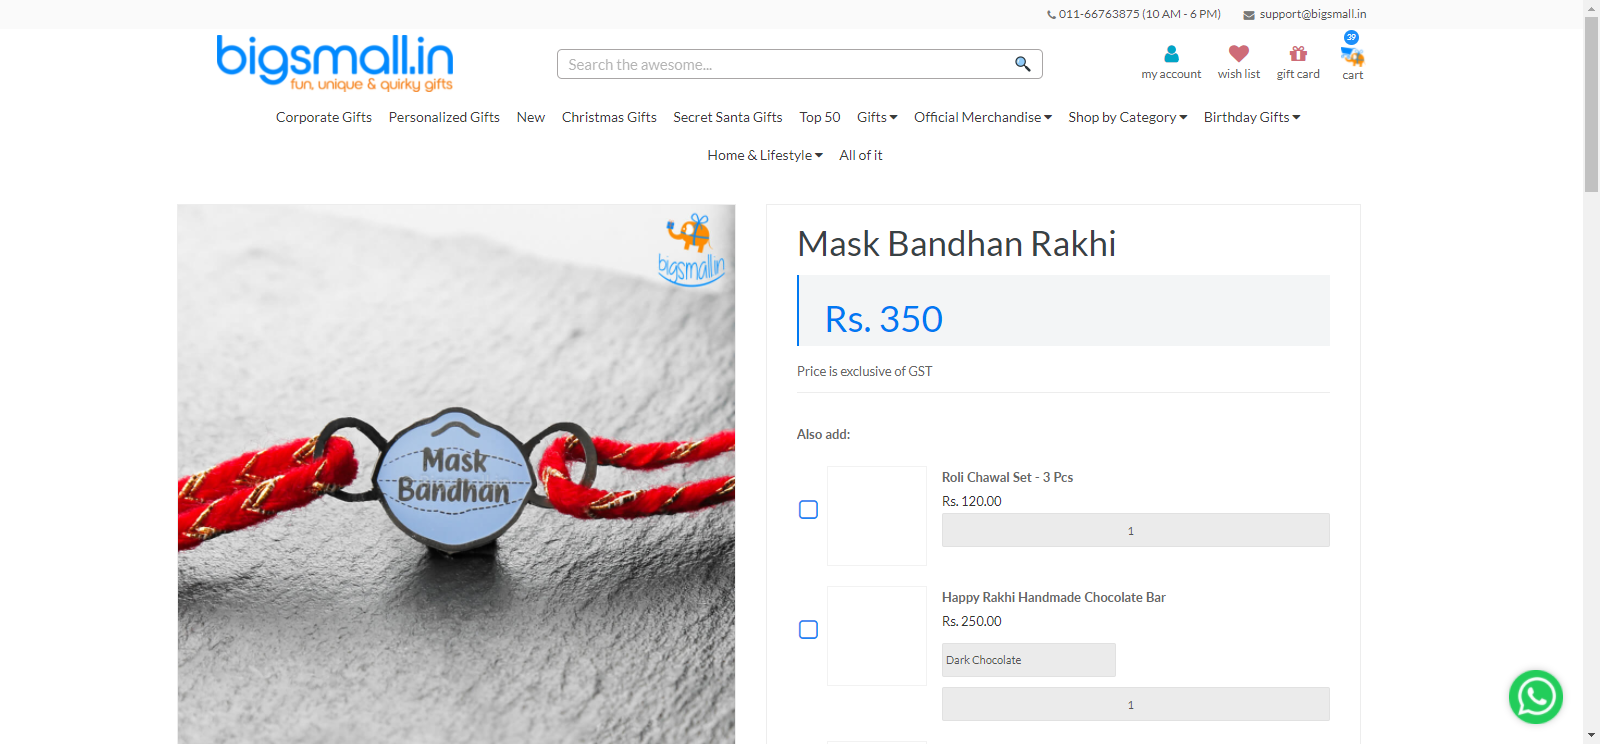 011-66763875 (10 AM - 6 PM) support@bigsmall.in
bigsmall.in
fun, unique & quirky gifts
Search the awesome...
my account wish list gift card 39 cart
Corporate Gifts Personalized Gifts New Christmas Gifts Secret Santa Gifts Top 50 Gifts Official Merchandise Shop by Category Birthday Gifts
Home & Lifestyle All of it
bigsmall.in
Mask
Bandhan
Mask Bandhan Rakhi
Rs. 350
Price is exclusive of GST
Also add:
Roli Chawal Set - 3 Pcs
Rs. 120.00
1
Happy Rakhi Handmade Chocolate Bar
Rs. 250.00
Dark Chocolate
1